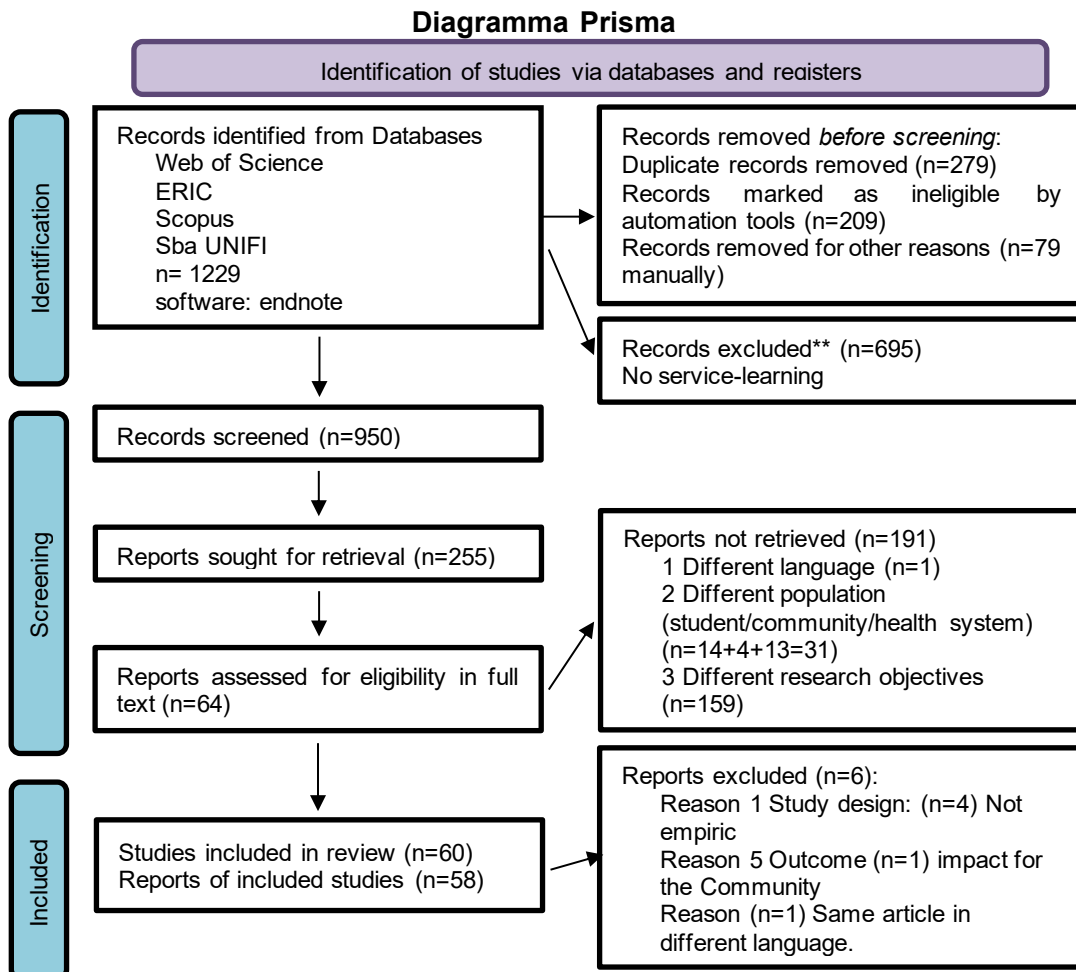 Diagramma Prisma
Identification of studies via databases and registers
Identification
Records identified from Databases
Web of Science
ERIC
Scopus
Sba UNIFI
n= 1229
software: endnote
Records removed before screening:
Duplicate records removed (n=279)
Records marked as ineligible by
automation tools (n=209)
Records removed for other reasons (n=79
manually)
Records excluded** (n=695)
No service-learning
Screening
Records screened (n=950)
Reports sought for retrieval (n=255)
Reports not retrieved (n=191)
1 Different language (n=1)
2 Different population
(student/community/health system)
(n=14+4+13=31)
3 Different research objectives
(n=159)
Reports assessed for eligibility in full
text (n=64)
Included
Studies included in review (n=60)
Reports of included studies (n=58)
Reports excluded (n=6):
Reason 1 Study design: (n=4) Not
empiric
Reason 5 Outcome (n=1) impact for
the Community
Reason (n=1) Same article in
different language.